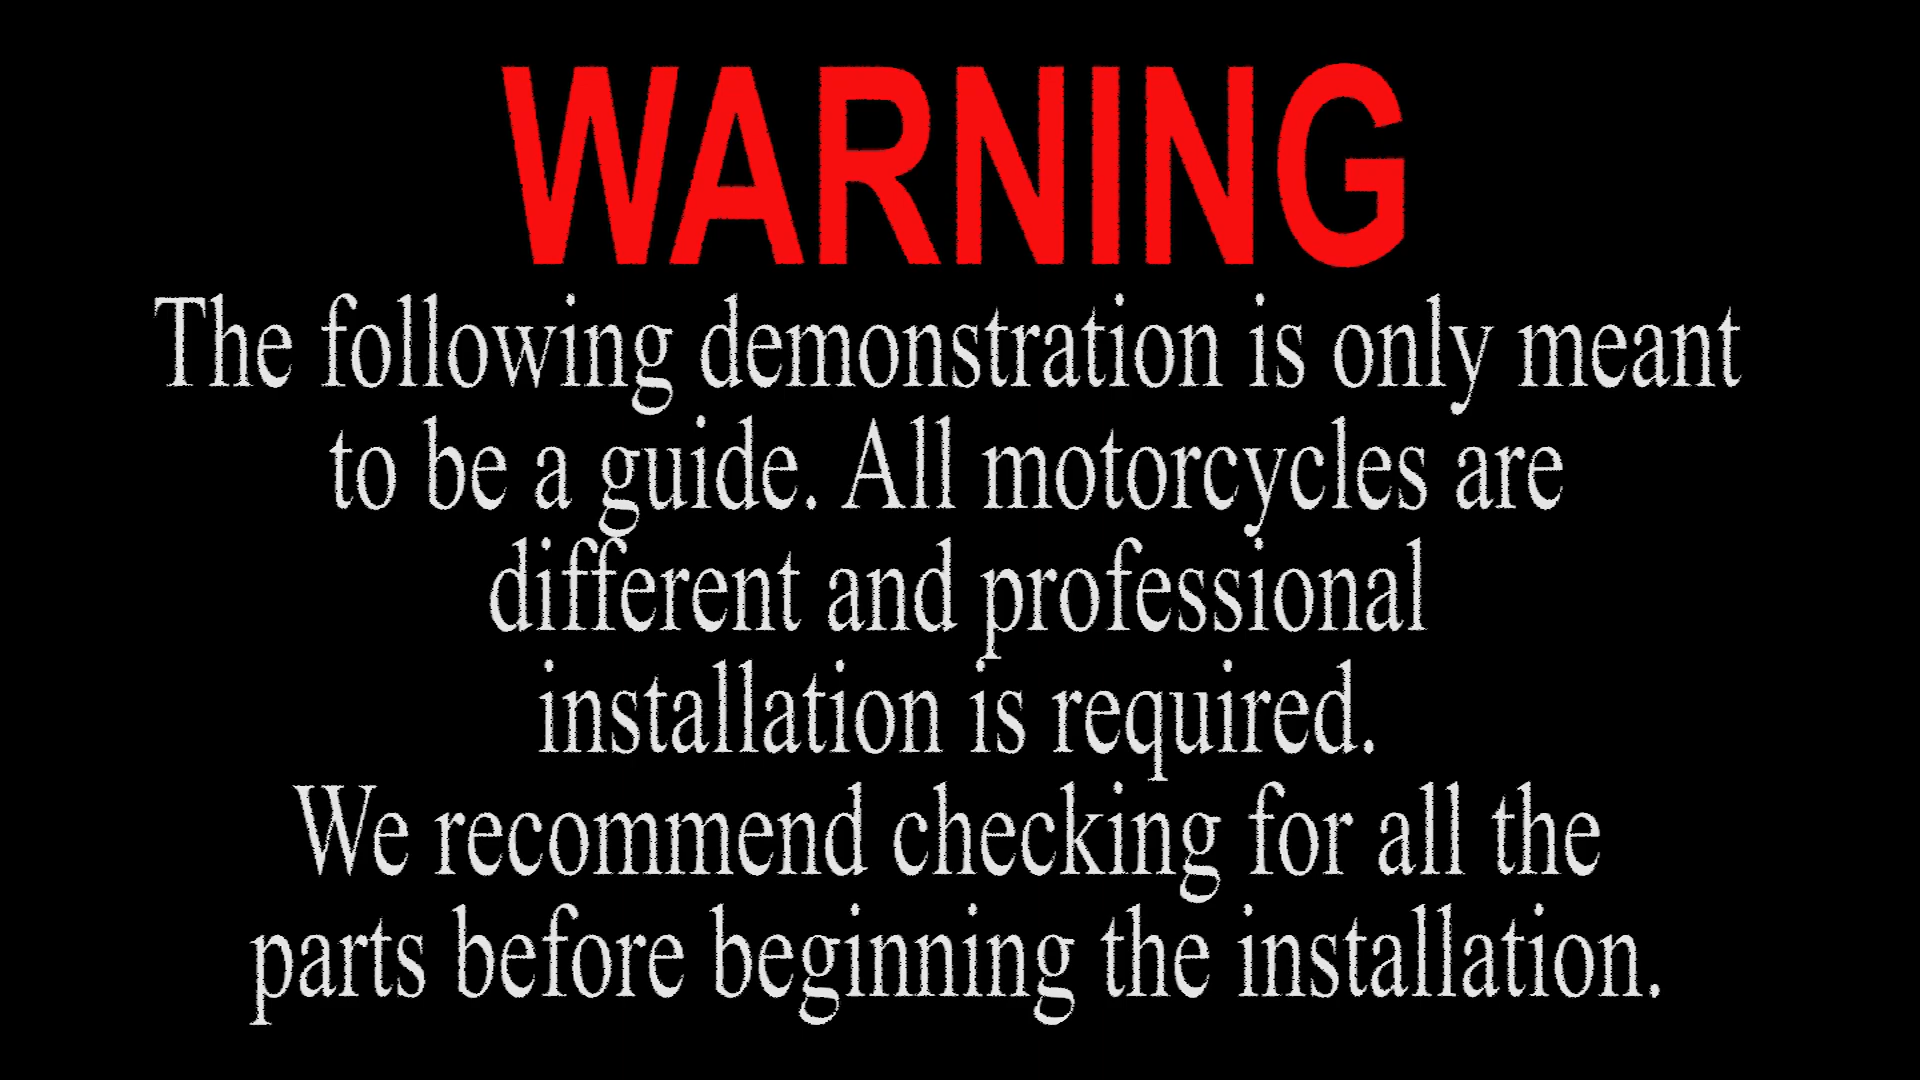 WARNING
The following demonstration is only meant
to be a guide. All motorcycles are
different and professional
installation is required.
We recommend checking for all the
parts before beginning the installation.